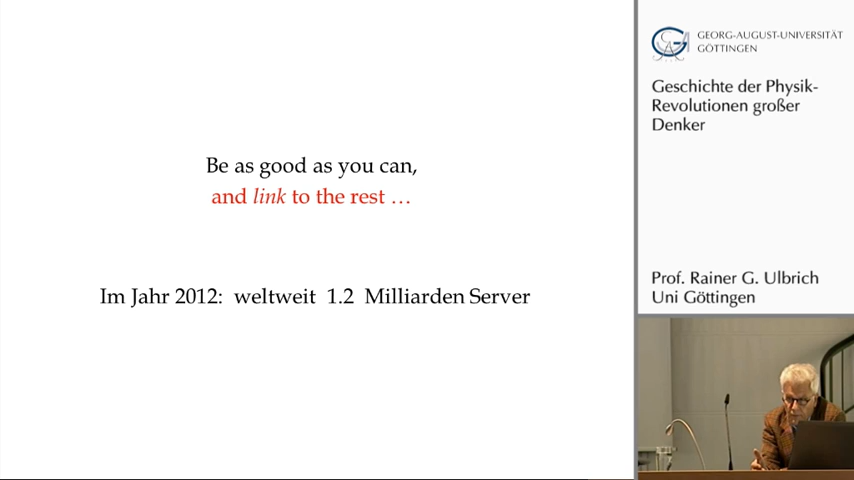 Be as good as you can,
and link to the rest …
Im Jahr 2012: weltweit 1.2 Milliarden Server
GEORG-AUGUST-UNIVERSITÄT
GÖTTINGEN
Geschichte der Physik-
Revolutionen großer
Denker
Prof. Rainer G. Ulbrich
Uni Göttingen